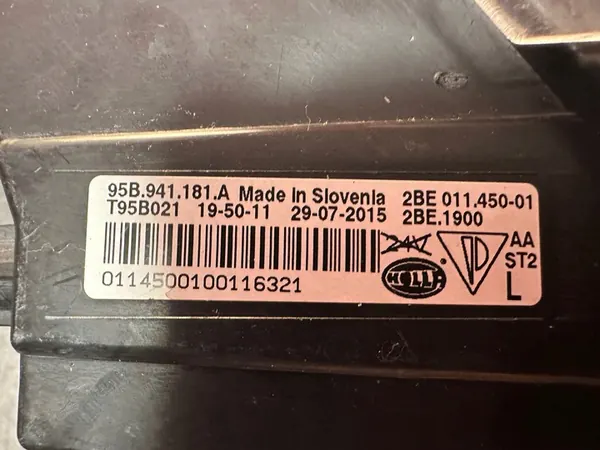 95B.941.181.A Made In Slovenia 2BE 011.450-01
T95B021 19-50-11 29-07-2015 2BE.1900
24V
AA
ST2
HELLA
L
0114500100116321